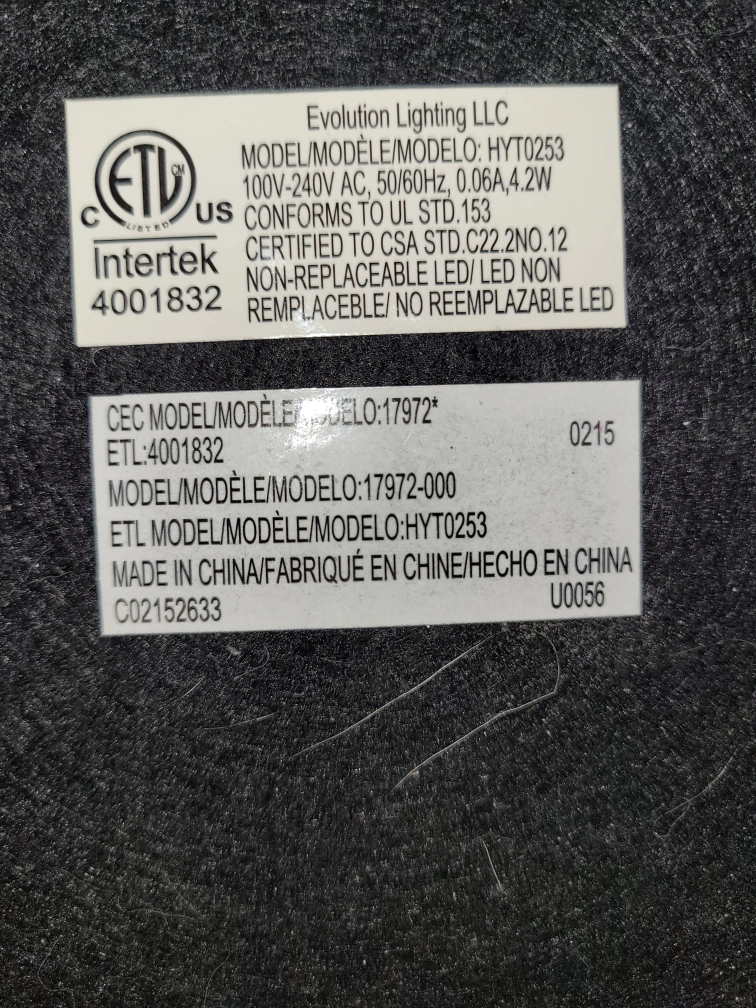 Evolution Lighting LLC
MODEL/MODÈLE/MODELO: HYT0253
100V-240V AC, 50/60Hz, 0.06A,4.2W
CONFORMS TO UL STD.153
CERTIFIED TO CSA STD.C22.2NO.12
NON-REPLACEABLE LED/ LED NON
REMPLACEBLE/ NO REEMPLAZABLE LED
ETL CM
C US
LISTED
Intertek
4001832
CEC MODEL/MODÈLE/MODELO:17972*
ETL:4001832
0215
MODEL/MODÈLE/MODELO:17972-000
ETL MODEL/MODÈLE/MODELO:HYT0253
MADE IN CHINA/FABRIQUÉ EN CHINE/HECHO EN CHINA
C02152633
U0056